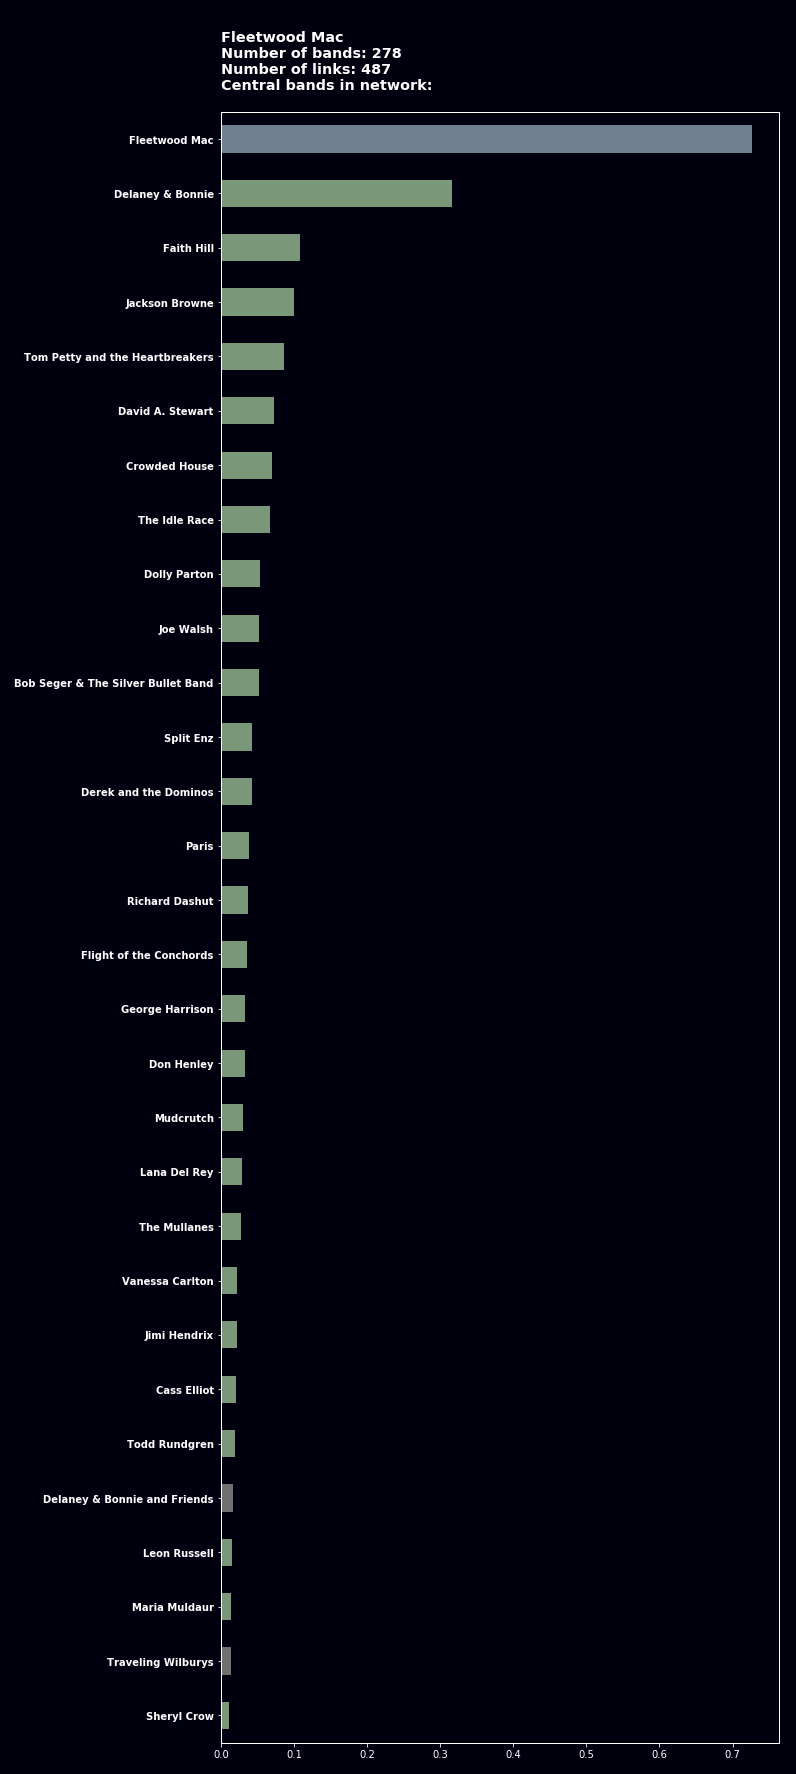 Fleetwood Mac
Number of bands: 278
Number of links: 487
Central bands in network:
Fleetwood Mac
Delaney & Bonnie
Faith Hill
Jackson Browne
Tom Petty and the Heartbreakers
David A. Stewart
Crowded House
The Idle Race
Dolly Parton
Joe Walsh
Bob Seger & The Silver Bullet Band
Split Enz
Derek and the Dominos
Paris
Richard Dashut
Flight of the Conchords
George Harrison
Don Henley
Mudcrutch
Lana Del Rey
The Mullanes
Vanessa Carlton
Jimi Hendrix
Cass Elliot
Todd Rundgren
Delaney & Bonnie and Friends
Leon Russell
Maria Muldaur
Traveling Wilburys
Sheryl Crow
0.0 0.1 0.2 0.3 0.4 0.5 0.6 0.7